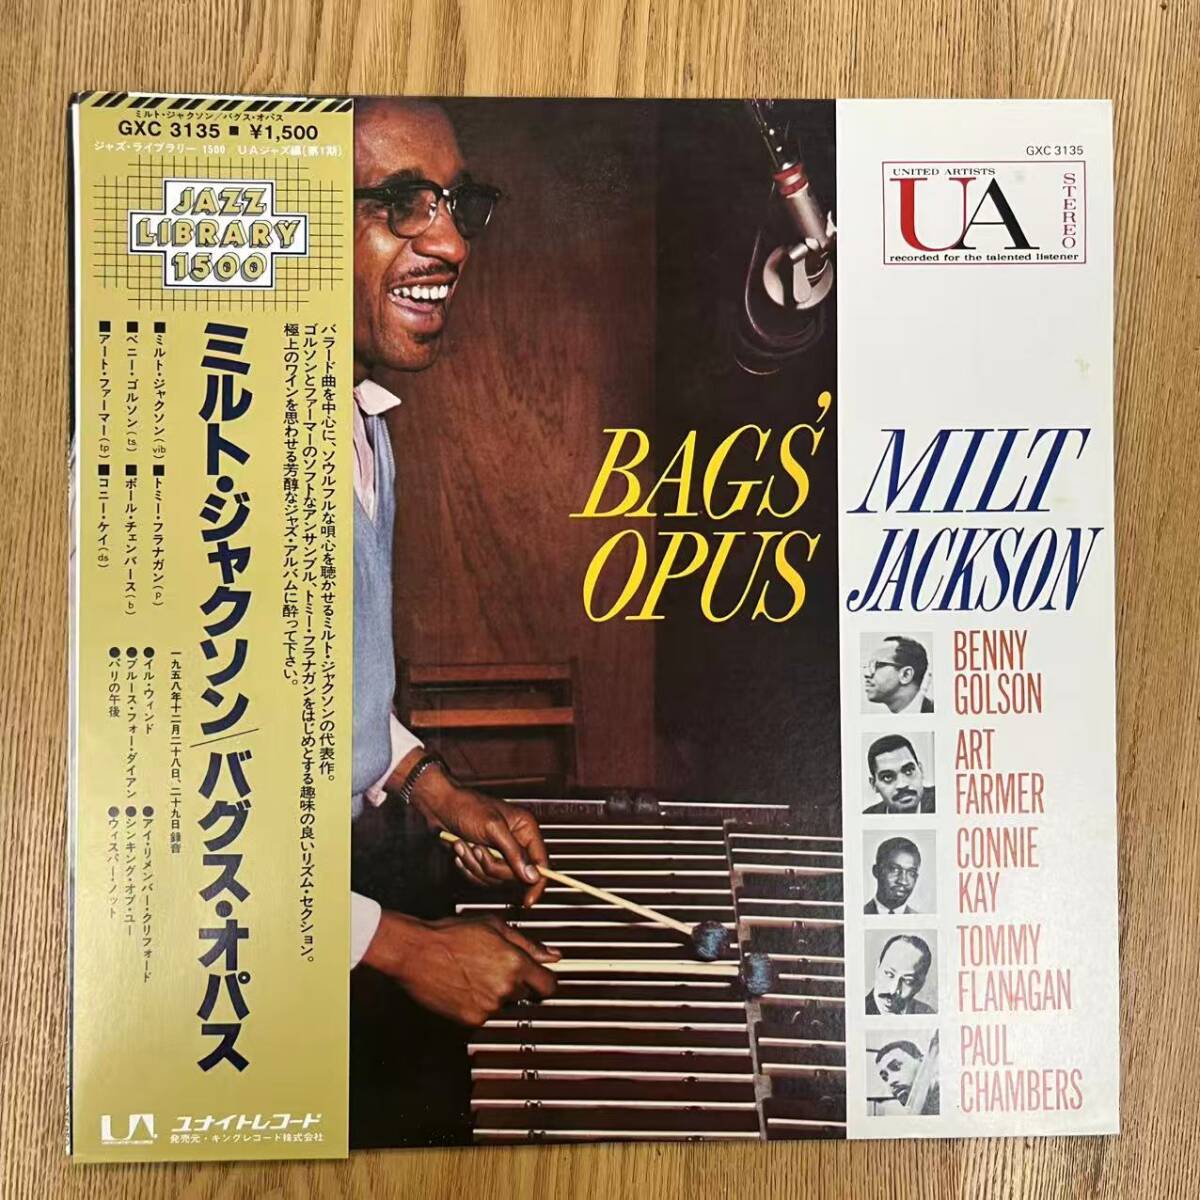 ミルト・ジャクソン/バグス・オパス
GXC 3135 ■ ¥1,500
ジャズ・ライブラリー 1500/UAジャズ編(第1期)
JAZZ
LIBRARY
1500
バラード曲を中心に、ソウルフルな唄心を聴かせるミルト・ジャクソンの代表作。
ゴルソンとファーマーのソフトなアンサンブル、トミー・フラナガンをはじめとする趣味の良いリズム・セクション。
極上のワインを思わせる芳醇なジャズ・アルバムに酔って下さい。
ミルト・ジャクソン/バグス・オパス
■ミルト・ジャクソン(vib)
■ベニー・ゴルソン(ts)
■アート・ファーマー(tp)
■トミー・フラナガン(p)
■ポール・チェンバース(b)
■コニー・ケイ(ds)
一九五八年十二月二十八日、二十九日 録音
●イル・ウィンド
●ブルース・フォー・ダイアン
●パリの午後
●アイ・リメンバー・クリフォード
●シンキング・オブ・ユー
●ウィスパー・ノット
UA
ユナイトレコード
発売元・キングレコード株式会社
GXC 3135
UNITED ARTISTS
UA
STEREO
recorded for the talented listener
BAGS'
OPUS
MILT
JACKSON
BENNY
GOLSON
ART
FARMER
CONNIE
KAY
TOMMY
FLANAGAN
PAUL
CHAMBERS